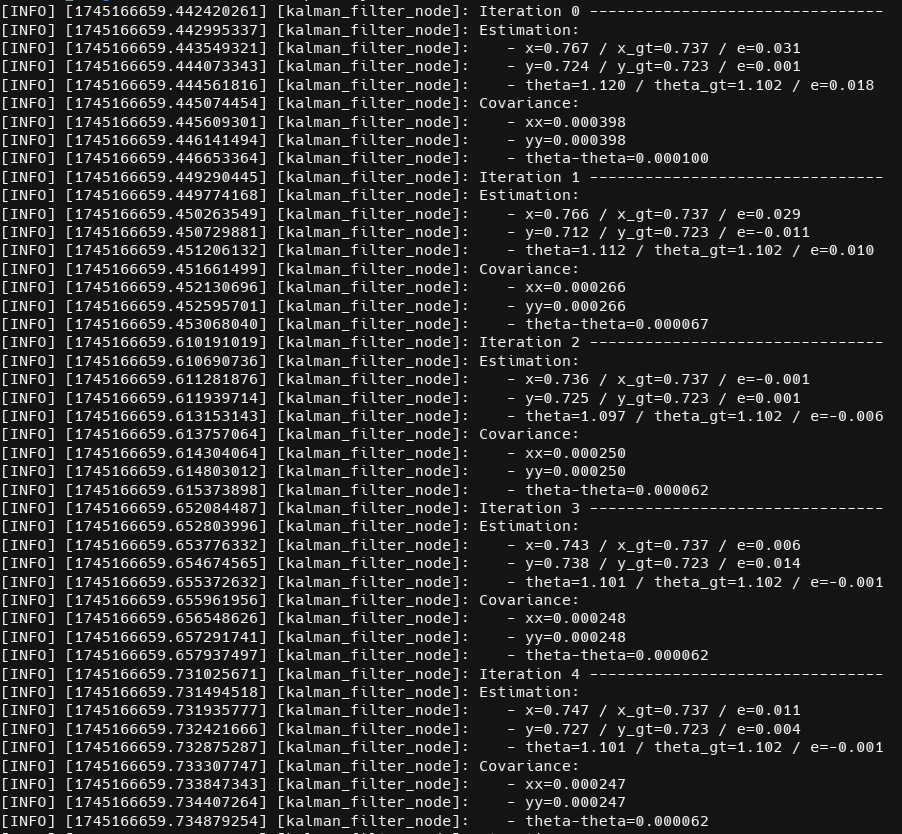 [INFO] [1745166659.442420261] [kalman_filter_node]: Iteration 0 --------------------------------
[INFO] [1745166659.442995337] [kalman_filter_node]: Estimation:
[INFO] [1745166659.443549321] [kalman_filter_node]:    - x=0.767 / x_gt=0.737 / e=0.031
[INFO] [1745166659.444073343] [kalman_filter_node]:    - y=0.724 / y_gt=0.723 / e=0.001
[INFO] [1745166659.444561816] [kalman_filter_node]:    - theta=1.120 / theta_gt=1.102 / e=0.018
[INFO] [1745166659.445074454] [kalman_filter_node]: Covariance:
[INFO] [1745166659.445609301] [kalman_filter_node]:    - xx=0.000398
[INFO] [1745166659.446141494] [kalman_filter_node]:    - yy=0.000398
[INFO] [1745166659.446653364] [kalman_filter_node]:    - theta-theta=0.000100
[INFO] [1745166659.449290445] [kalman_filter_node]: Iteration 1 --------------------------------
[INFO] [1745166659.449774168] [kalman_filter_node]: Estimation:
[INFO] [1745166659.450263549] [kalman_filter_node]:    - x=0.766 / x_gt=0.737 / e=0.029
[INFO] [1745166659.450729881] [kalman_filter_node]:    - y=0.712 / y_gt=0.723 / e=-0.011
[INFO] [1745166659.451206132] [kalman_filter_node]:    - theta=1.112 / theta_gt=1.102 / e=0.010
[INFO] [1745166659.451661499] [kalman_filter_node]: Covariance:
[INFO] [1745166659.452130696] [kalman_filter_node]:    - xx=0.000266
[INFO] [1745166659.452595701] [kalman_filter_node]:    - yy=0.000266
[INFO] [1745166659.453068040] [kalman_filter_node]:    - theta-theta=0.000067
[INFO] [1745166659.610191019] [kalman_filter_node]: Iteration 2 --------------------------------
[INFO] [1745166659.610690736] [kalman_filter_node]: Estimation:
[INFO] [1745166659.611281876] [kalman_filter_node]:    - x=0.736 / x_gt=0.737 / e=-0.001
[INFO] [1745166659.611939714] [kalman_filter_node]:    - y=0.725 / y_gt=0.723 / e=0.001
[INFO] [1745166659.613153143] [kalman_filter_node]:    - theta=1.097 / theta_gt=1.102 / e=-0.006
[INFO] [1745166659.613757064] [kalman_filter_node]: Covariance:
[INFO] [1745166659.614304064] [kalman_filter_node]:    - xx=0.000250
[INFO] [1745166659.614803012] [kalman_filter_node]:    - yy=0.000250
[INFO] [1745166659.615373898] [kalman_filter_node]:    - theta-theta=0.000062
[INFO] [1745166659.652084487] [kalman_filter_node]: Iteration 3 --------------------------------
[INFO] [1745166659.652803996] [kalman_filter_node]: Estimation:
[INFO] [1745166659.653776332] [kalman_filter_node]:    - x=0.743 / x_gt=0.737 / e=0.006
[INFO] [1745166659.654674565] [kalman_filter_node]:    - y=0.738 / y_gt=0.723 / e=0.014
[INFO] [1745166659.655372632] [kalman_filter_node]:    - theta=1.101 / theta_gt=1.102 / e=-0.001
[INFO] [1745166659.655961956] [kalman_filter_node]: Covariance:
[INFO] [1745166659.656548626] [kalman_filter_node]:    - xx=0.000248
[INFO] [1745166659.657291741] [kalman_filter_node]:    - yy=0.000248
[INFO] [1745166659.657937497] [kalman_filter_node]:    - theta-theta=0.000062
[INFO] [1745166659.731025671] [kalman_filter_node]: Iteration 4 --------------------------------
[INFO] [1745166659.731494518] [kalman_filter_node]: Estimation:
[INFO] [1745166659.731935777] [kalman_filter_node]:    - x=0.747 / x_gt=0.737 / e=0.011
[INFO] [1745166659.732421666] [kalman_filter_node]:    - y=0.727 / y_gt=0.723 / e=0.004
[INFO] [1745166659.732875287] [kalman_filter_node]:    - theta=1.101 / theta_gt=1.102 / e=-0.001
[INFO] [1745166659.733307747] [kalman_filter_node]: Covariance:
[INFO] [1745166659.733847343] [kalman_filter_node]:    - xx=0.000247
[INFO] [1745166659.734407264] [kalman_filter_node]:    - yy=0.000247
[INFO] [1745166659.734879254] [kalman_filter_node]:    - theta-theta=0.000062